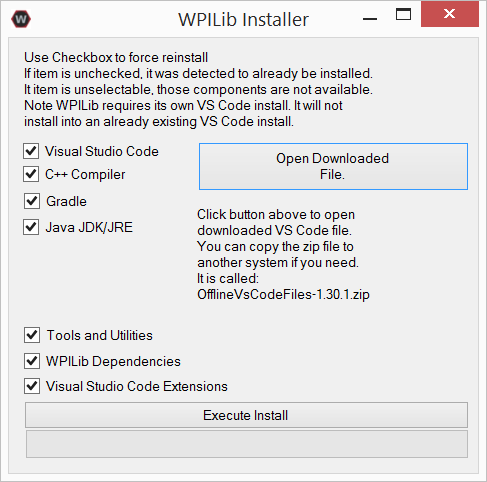 W
WPILib Installer
Use Checkbox to force reinstall
If item is unchecked, it was detected to already be installed.
It item is unselectable, those components are not available.
Note WPILib requires its own VS Code install. It will not
install into an already existing VS Code install.
Visual Studio Code
C++ Compiler
Gradle
Java JDK/JRE
Open Downloaded
File.
Click button above to open
downloaded VS Code file.
You can copy the zip file to
another system if you need.
It is called:
OfflineVsCodeFiles-1.30.1.zip
Tools and Utilities
WPILib Dependencies
Visual Studio Code Extensions
Execute Install